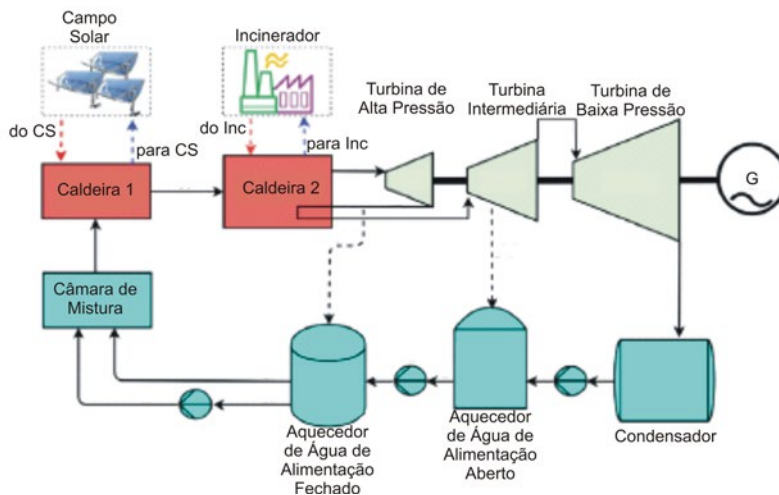 Campo
Solar
Incinerador
Turbina de
Alta Pressão
Turbina
Intermediária
Turbina de
Baixa Pressão
do CS
para CS
do Inc
para Inc
Caldeira 1
Caldeira 2
G
Câmara de
Mistura
Aquecedor
de Água de
Alimentação
Fechado
Aquecedor
de Água de
Alimentação
Aberto
Condensador